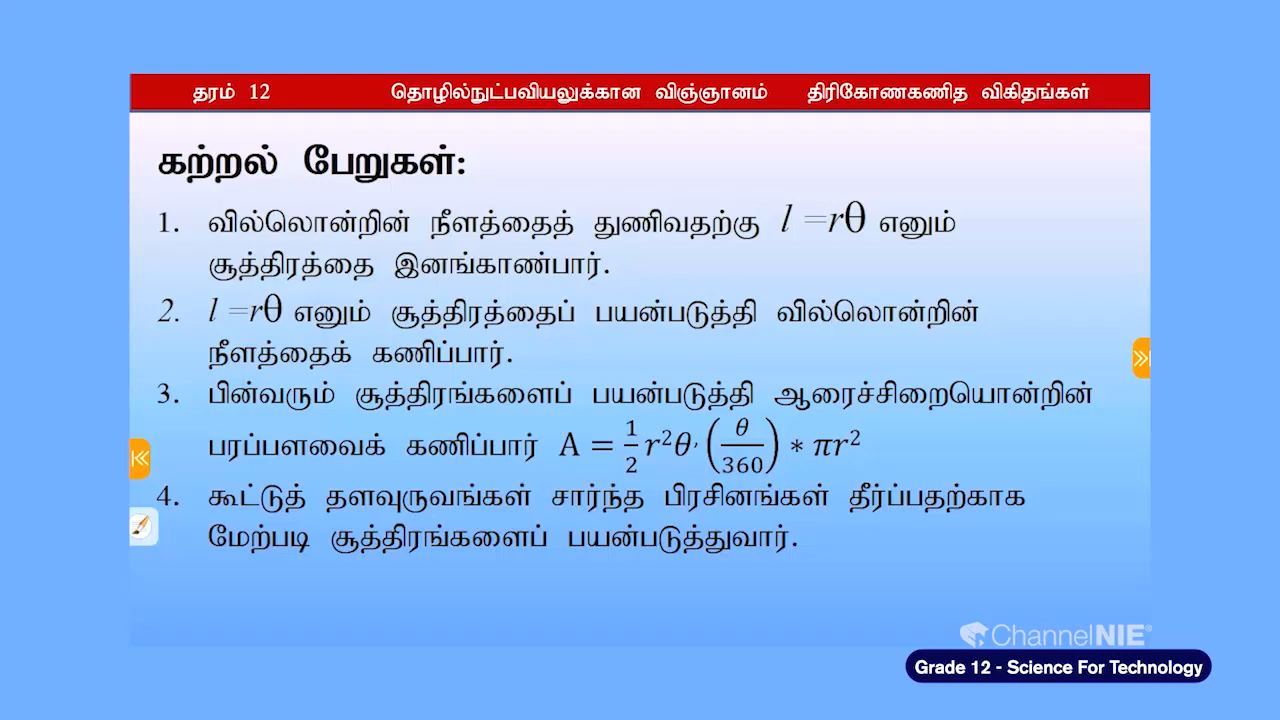 தரம் 12 தொழில்நுட்பவியலுக்கான விஞ்ஞானம் திரிகோணகணித விகிதங்கள்
கற்றல் பேறுகள்:
1. வில்லொன்றின் நீளத்தைத் துணிவதற்கு l =rθ எனும்
சூத்திரத்தை இனங்காண்பார்.
2. l =rθ எனும் சூத்திரத்தைப் பயன்படுத்தி வில்லொன்றின்
நீளத்தைக் கணிப்பார்.
3. பின்வரும் சூத்திரங்களைப் பயன்படுத்தி ஆரைச்சிறையொன்றின்
பரப்பளவைக் கணிப்பார் A = 1/2 r²θ, (θ/360) * πr²
4. கூட்டுத் தளவுருவங்கள் சார்ந்த பிரசினங்கள் தீர்ப்பதற்காக
மேற்படி சூத்திரங்களைப் பயன்படுத்துவார்.
ChannelNIE®
Grade 12 - Science For Technology